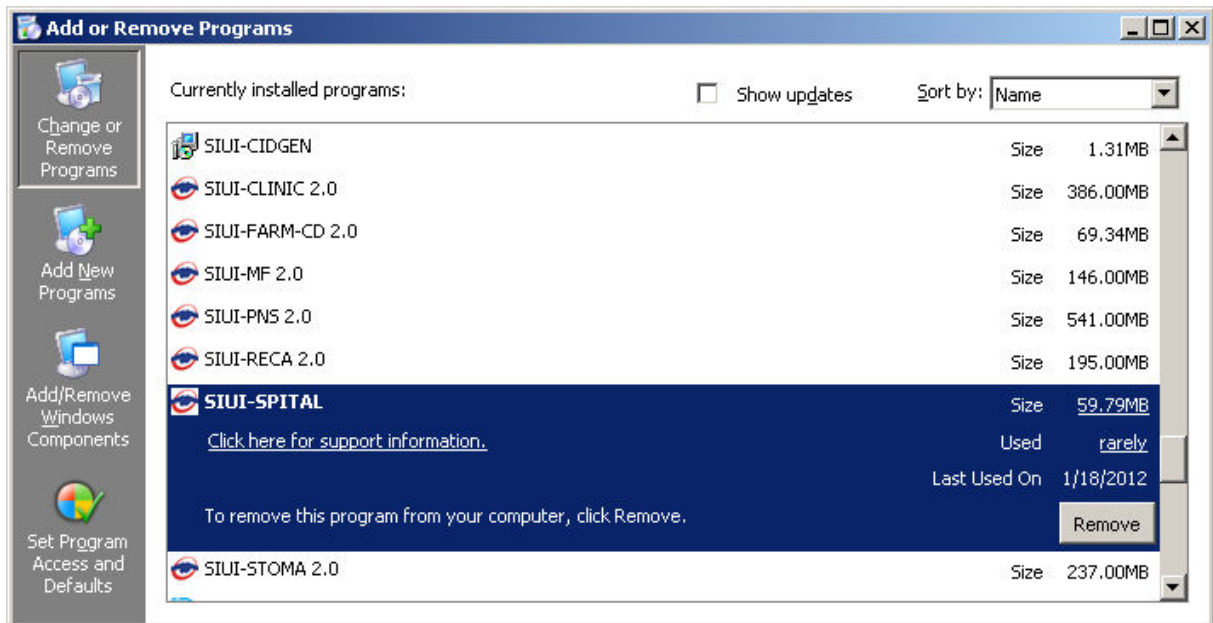 Add or Remove Programs
Change or
Remove
Programs
Add New
Programs
Add/Remove
Windows
Components
Set Program
Access and
Defaults
Currently installed programs:
Show updates
Sort by: Name
SIUI-CIDGEN Size 1.31MB
SIUI-CLINIC 2.0 Size 386.00MB
SIUI-FARM-CD 2.0 Size 69.34MB
SIUI-MF 2.0 Size 146.00MB
SIUI-PNS 2.0 Size 541.00MB
SIUI-RECA 2.0 Size 195.00MB
SIUI-SPITAL Size 59.79MB
Click here for support information. Used rarely
Last Used On 1/18/2012
To remove this program from your computer, click Remove. Remove
SIUI-STOMA 2.0 Size 237.00MB